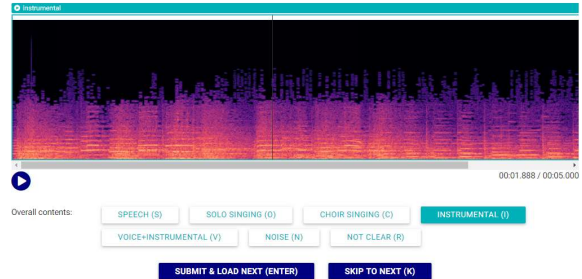 Instrumental
00:01.888 / 00:05.000
Overall contents:
SPEECH (S) SOLO SINGING (O) CHOIR SINGING (C) INSTRUMENTAL (I)
VOICE+INSTRUMENTAL (V) NOISE (N) NOT CLEAR (R)
SUBMIT & LOAD NEXT (ENTER) SKIP TO NEXT (K)